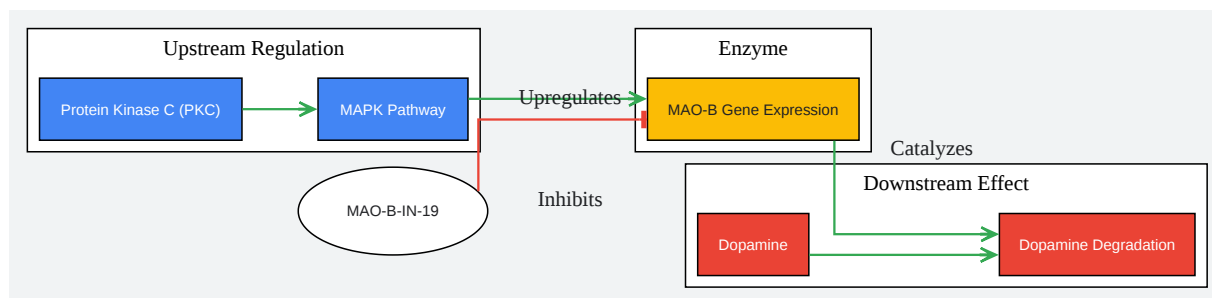 Upstream Regulation
Protein Kinase C (PKC)
MAPK Pathway
Upregulates
Enzyme
MAO-B Gene Expression
Catalyzes
MAO-B-IN-19
Inhibits
Downstream Effect
Dopamine
Dopamine Degradation